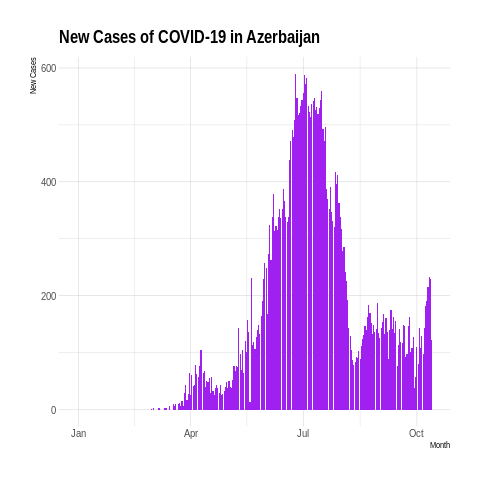 New Cases of COVID-19 in Azerbaijan
New Cases
600
400
200
0
Jan Apr Jul Oct
Month